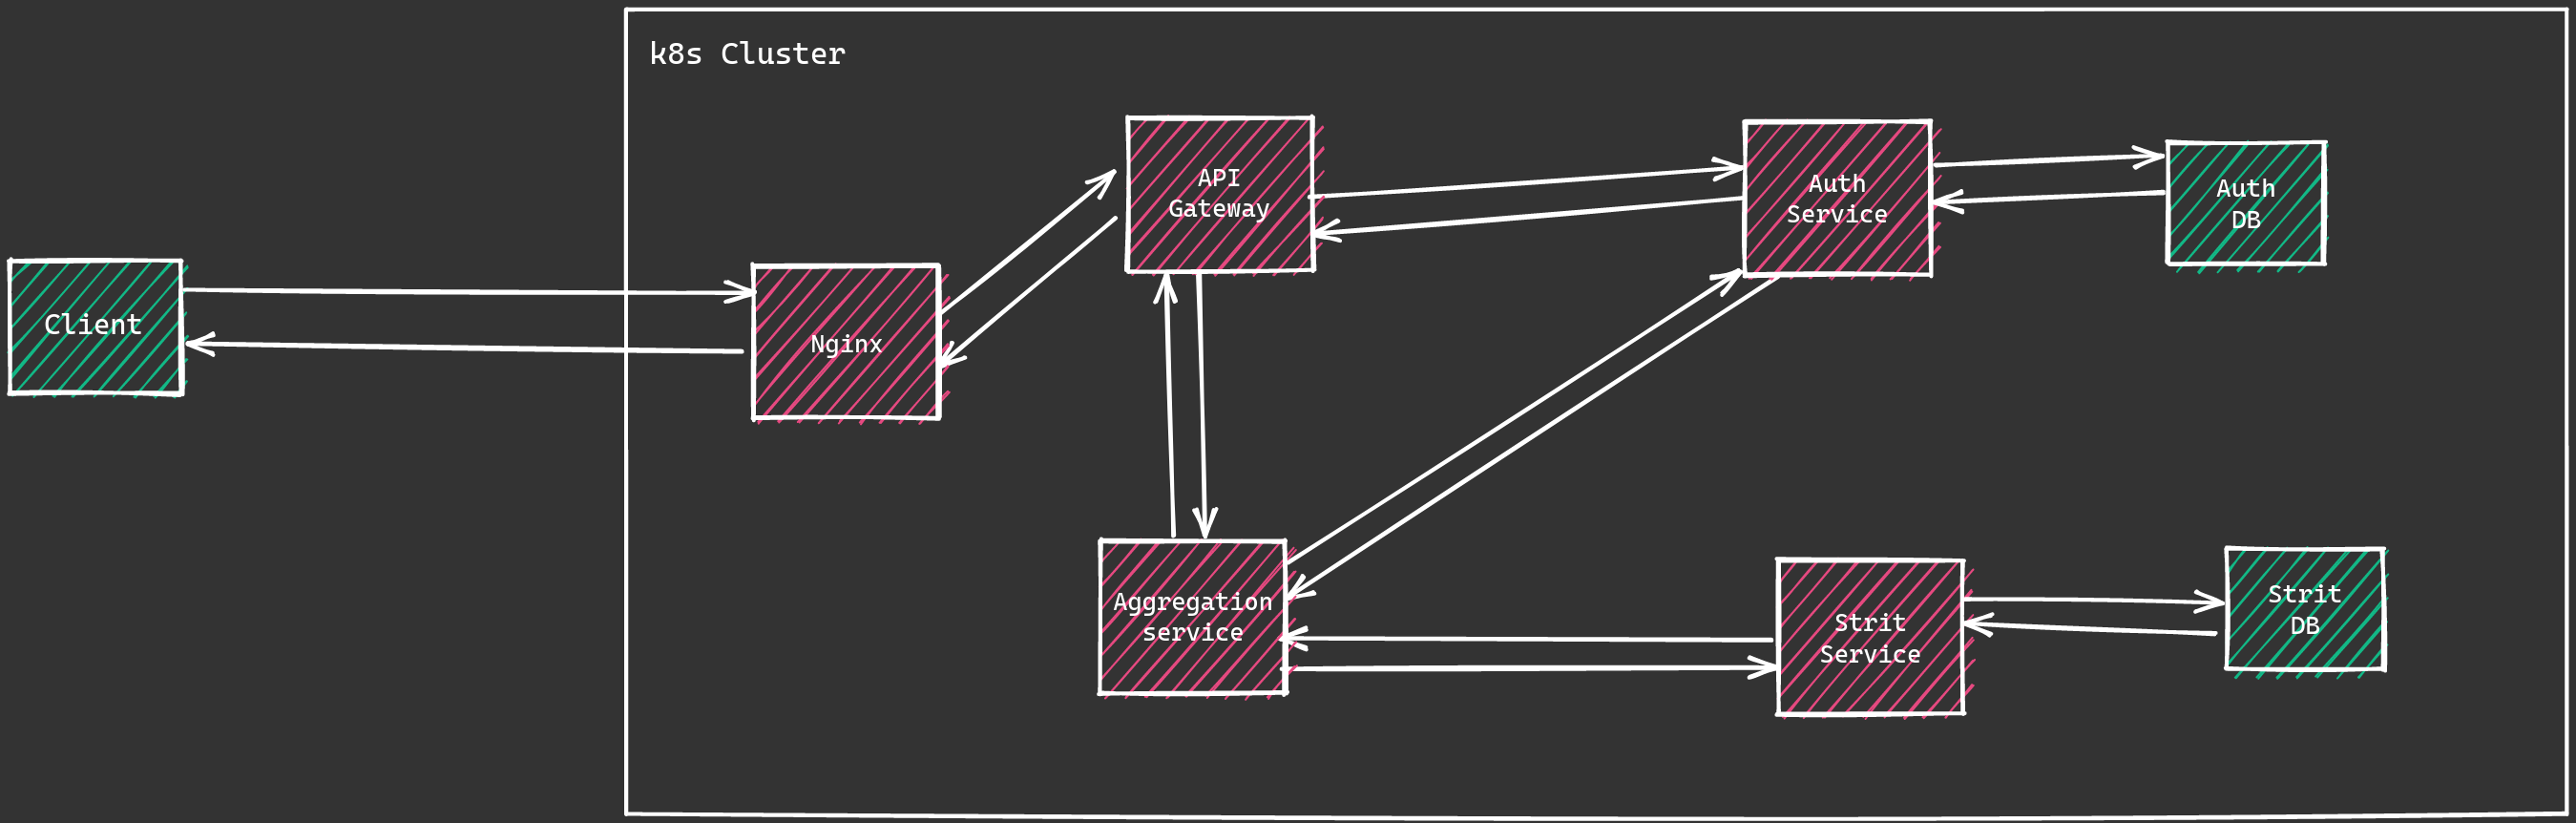 k8s Cluster
Client
Nginx
API
Gateway
Auth
Service
Auth
DB
Aggregation
service
Strit
Service
Strit
DB